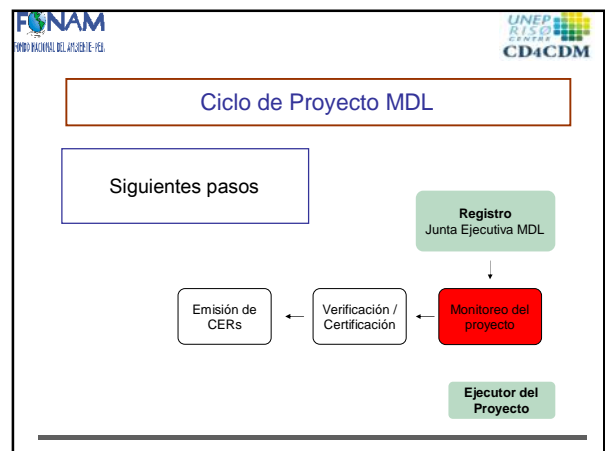 FONAM
FONDO NACIONAL DEL AMBIENTE-PERU
UNEP
RISØ
CENTRE
CD4CDM
Ciclo de Proyecto MDL
Siguientes pasos
Registro
Junta Ejecutiva MDL
Emisión de
CERs
Verificación /
Certificación
Monitoreo del
proyecto
Ejecutor del
Proyecto